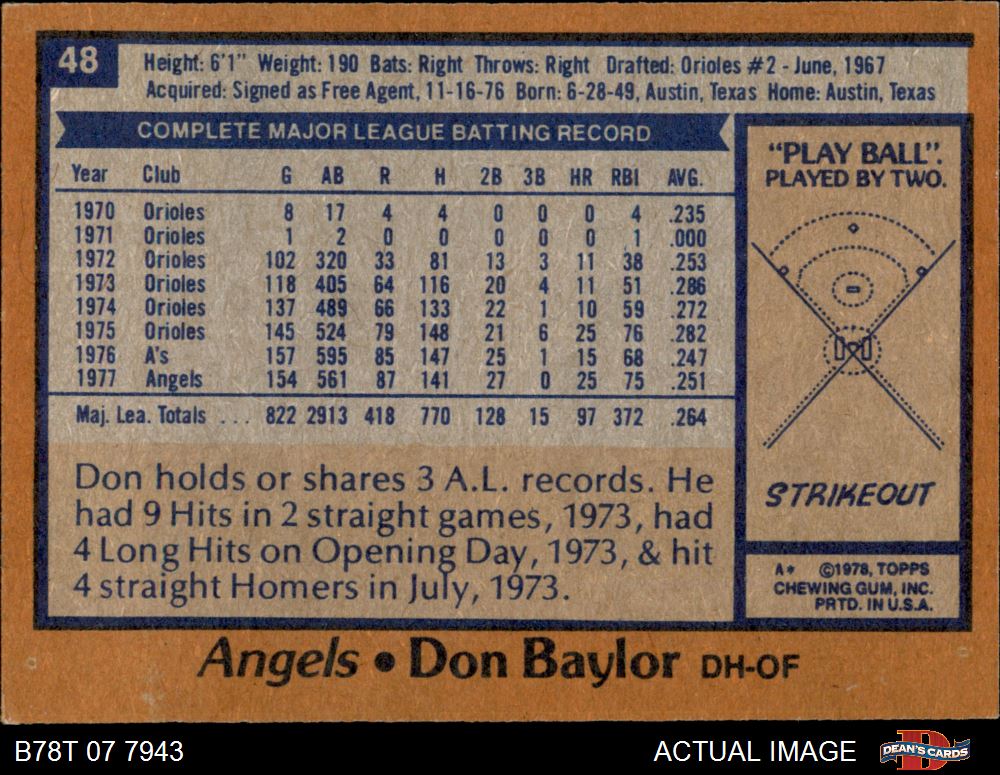 48
Height: 6'1" Weight: 190 Bats: Right Throws: Right Drafted: Orioles #2 - June, 1967
Acquired: Signed as Free Agent, 11-16-76 Born: 6-28-49, Austin, Texas Home: Austin, Texas
COMPLETE MAJOR LEAGUE BATTING RECORD
Year Club G AB R H 2B 3B HR RBI AVG.
1970 Orioles 8 17 4 4 0 0 0 4 .235
1971 Orioles 1 2 0 0 0 0 0 1 .000
1972 Orioles 102 320 33 81 13 3 11 38 .253
1973 Orioles 118 405 64 116 20 4 11 51 .286
1974 Orioles 137 489 66 133 22 1 10 59 .272
1975 Orioles 145 524 79 148 21 6 25 76 .282
1976 A's 157 595 85 147 25 1 15 68 .247
1977 Angels 154 561 87 141 27 0 25 75 .251
Maj. Lea. Totals ... 822 2913 418 770 128 15 97 372 .264
Don holds or shares 3 A.L. records. He
had 9 Hits in 2 straight games, 1973, had
4 Long Hits on Opening Day, 1973, & hit
4 straight Homers in July, 1973.
"PLAY BALL".
PLAYED BY TWO.
STRIKEOUT
A* ©1978, TOPPS
CHEWING GUM, INC.
PRTD. IN U.S.A.
Angels • Don Baylor DH-OF
B78T 07 7943 ACTUAL IMAGE DEAN'S CARDS